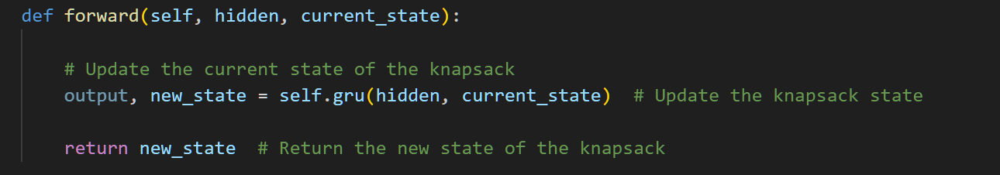 def forward(self, hidden, current_state):
# Update the current state of the knapsack
output, new_state = self.gru(hidden, current_state)  # Update the knapsack state
return new_state  # Return the new state of the knapsack